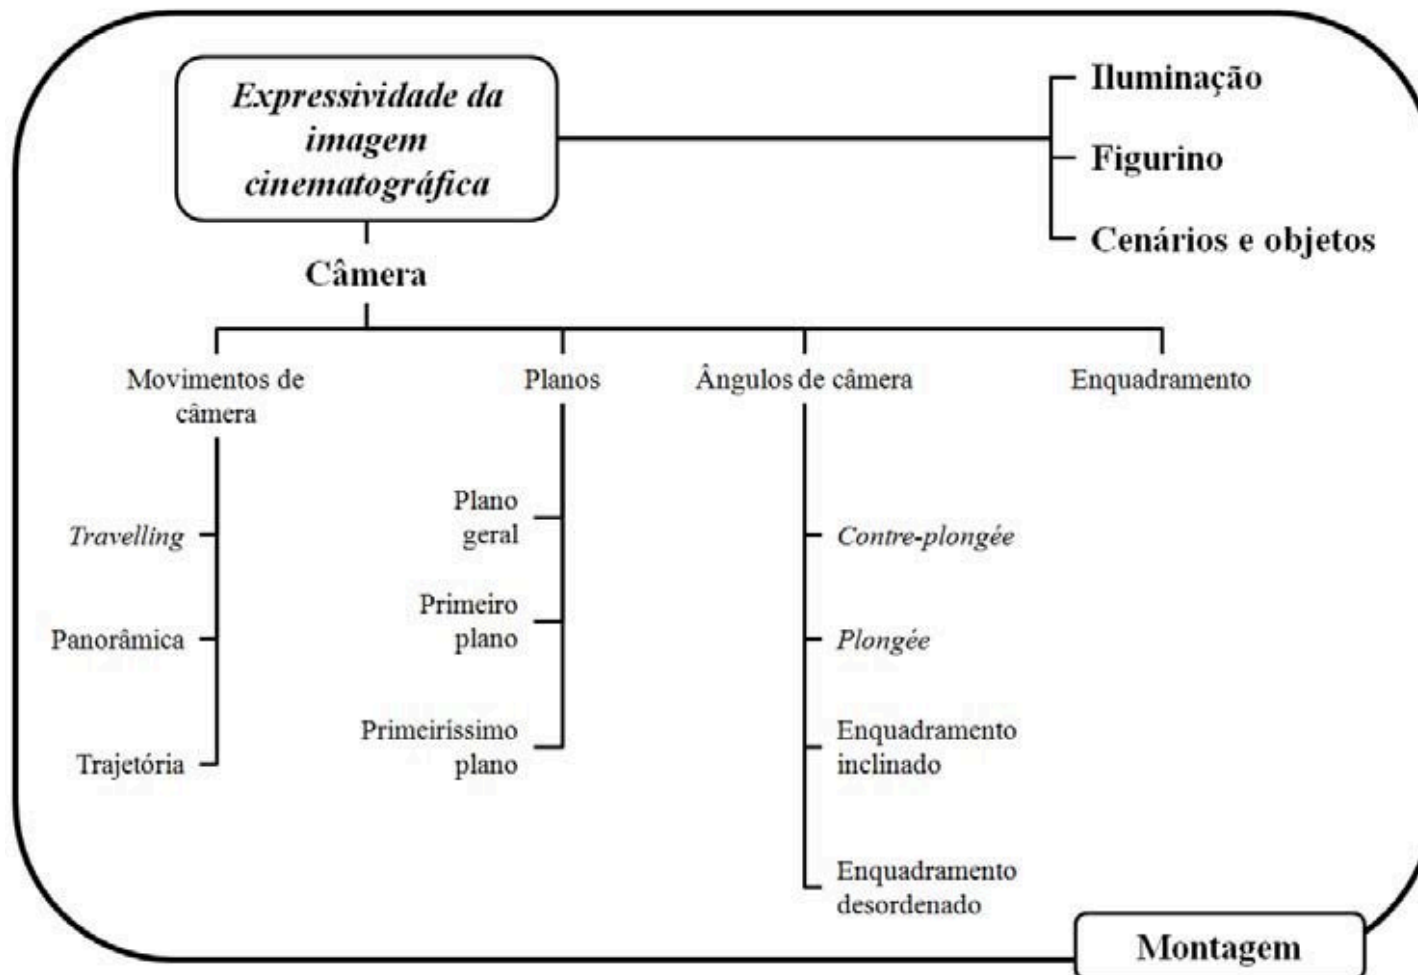 Expressividade da
imagem
cinematográfica
Iluminação
Figurino
Cenários e objetos
Câmera
Movimentos de
câmera
Planos
Ângulos de câmera
Enquadramento
Travelling
Panorâmica
Trajetória
Plano
geral
Primeiro
plano
Primeiríssimo
plano
Contre-plongée
Plongée
Enquadramento
inclinado
Enquadramento
desordenado
Montagem